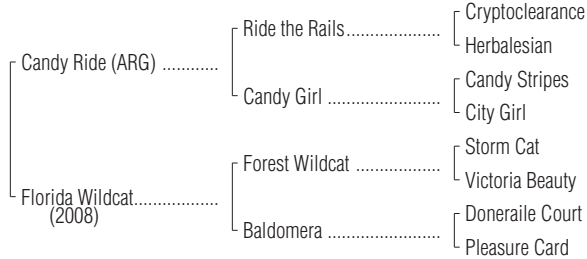 Cryptoclearance
Ride the Rails......................
Herbalesian
Candy Ride (ARG) .............
Candy Stripes
Candy Girl ..........................
City Girl
Storm Cat
Forest Wildcat ...................
Victoria Beauty
Florida Wildcat...................
(2008)
Doneraile Court
Baldomera ..........................
Pleasure Card